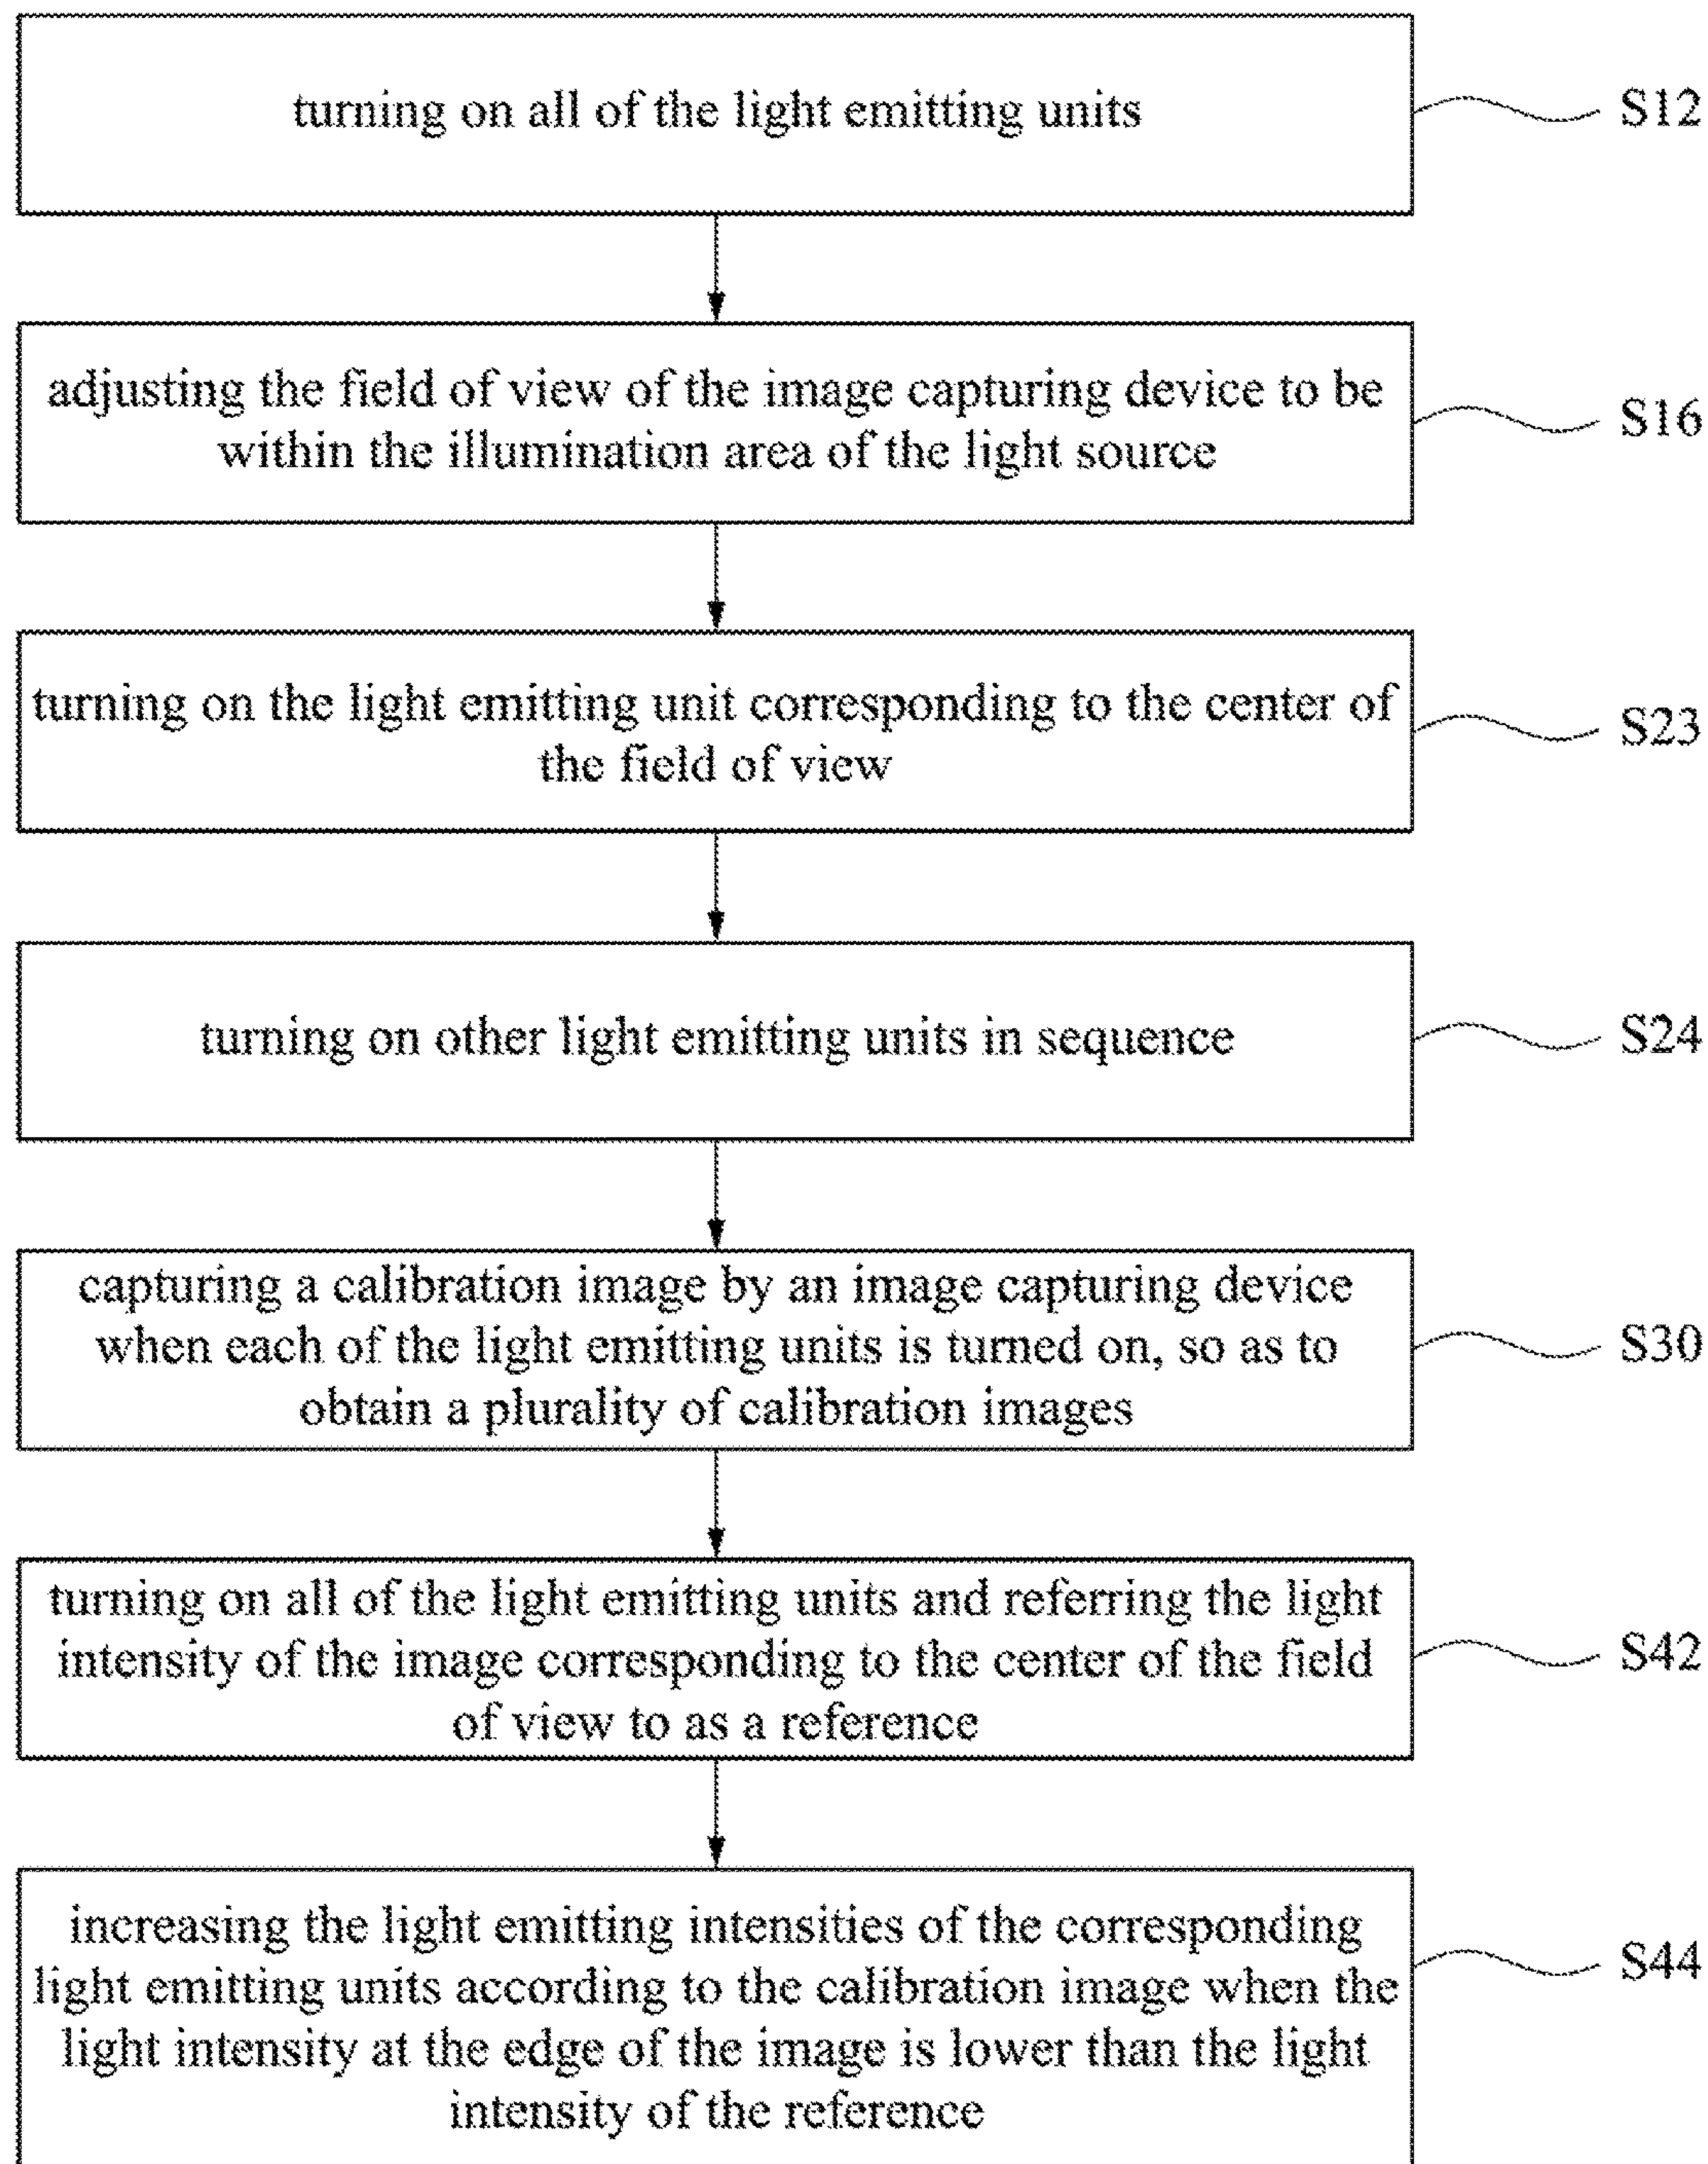 turning on all of the light emitting units
S12
adjusting the field of view of the image capturing device to be
within the illumination area of the light source
S16
turning on the light emitting unit corresponding to the center of
the field of view
S23
turning on other light emitting units in sequence
S24
capturing a calibration image by an image capturing device
when each of the light emitting units is turned on, so as to
obtain a plurality of calibration images
S30
turning on all of the light emitting units and referring the light
intensity of the image corresponding to the center of the field
of view to as a reference
S42
increasing the light emitting intensities of the corresponding
light emitting units according to the calibration image when the
light intensity at the edge of the image is lower than the light
intensity of the reference
S44